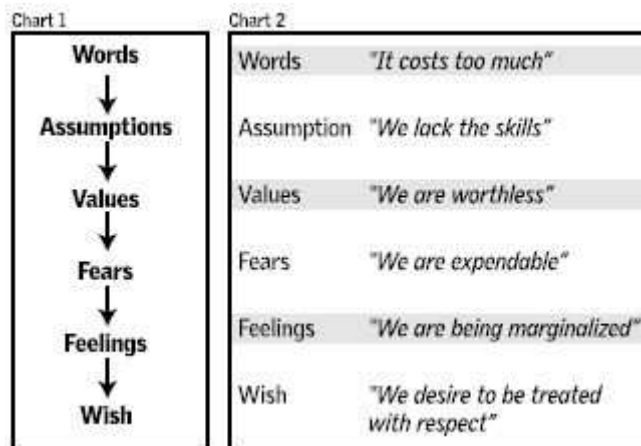 Chart 1
Words
Assumptions
Values
Fears
Feelings
Wish
Chart 2
Words "It costs too much"
Assumption "We lack the skills"
Values "We are worthless"
Fears "We are expendable"
Feelings "We are being marginalized"
Wish "We desire to be treated
with respect"